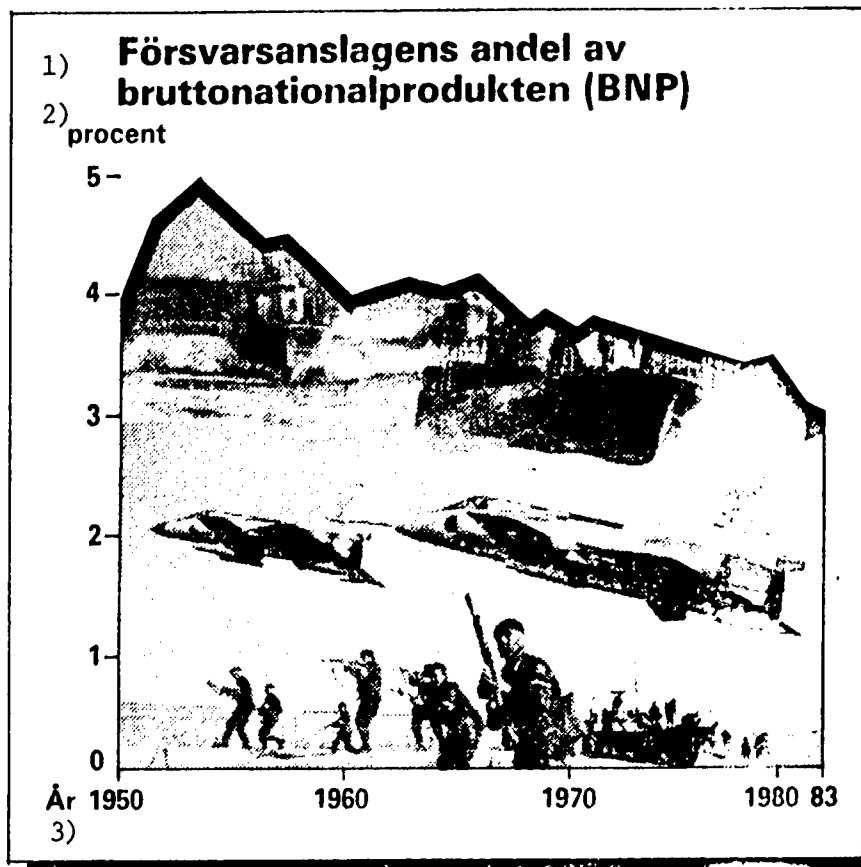 1) Försvarsanslagens andel av
bruttonationalprodukten (BNP)
2) procent
5
4
3
2
1
0
År 1950 1960 1970 1980 83
3)